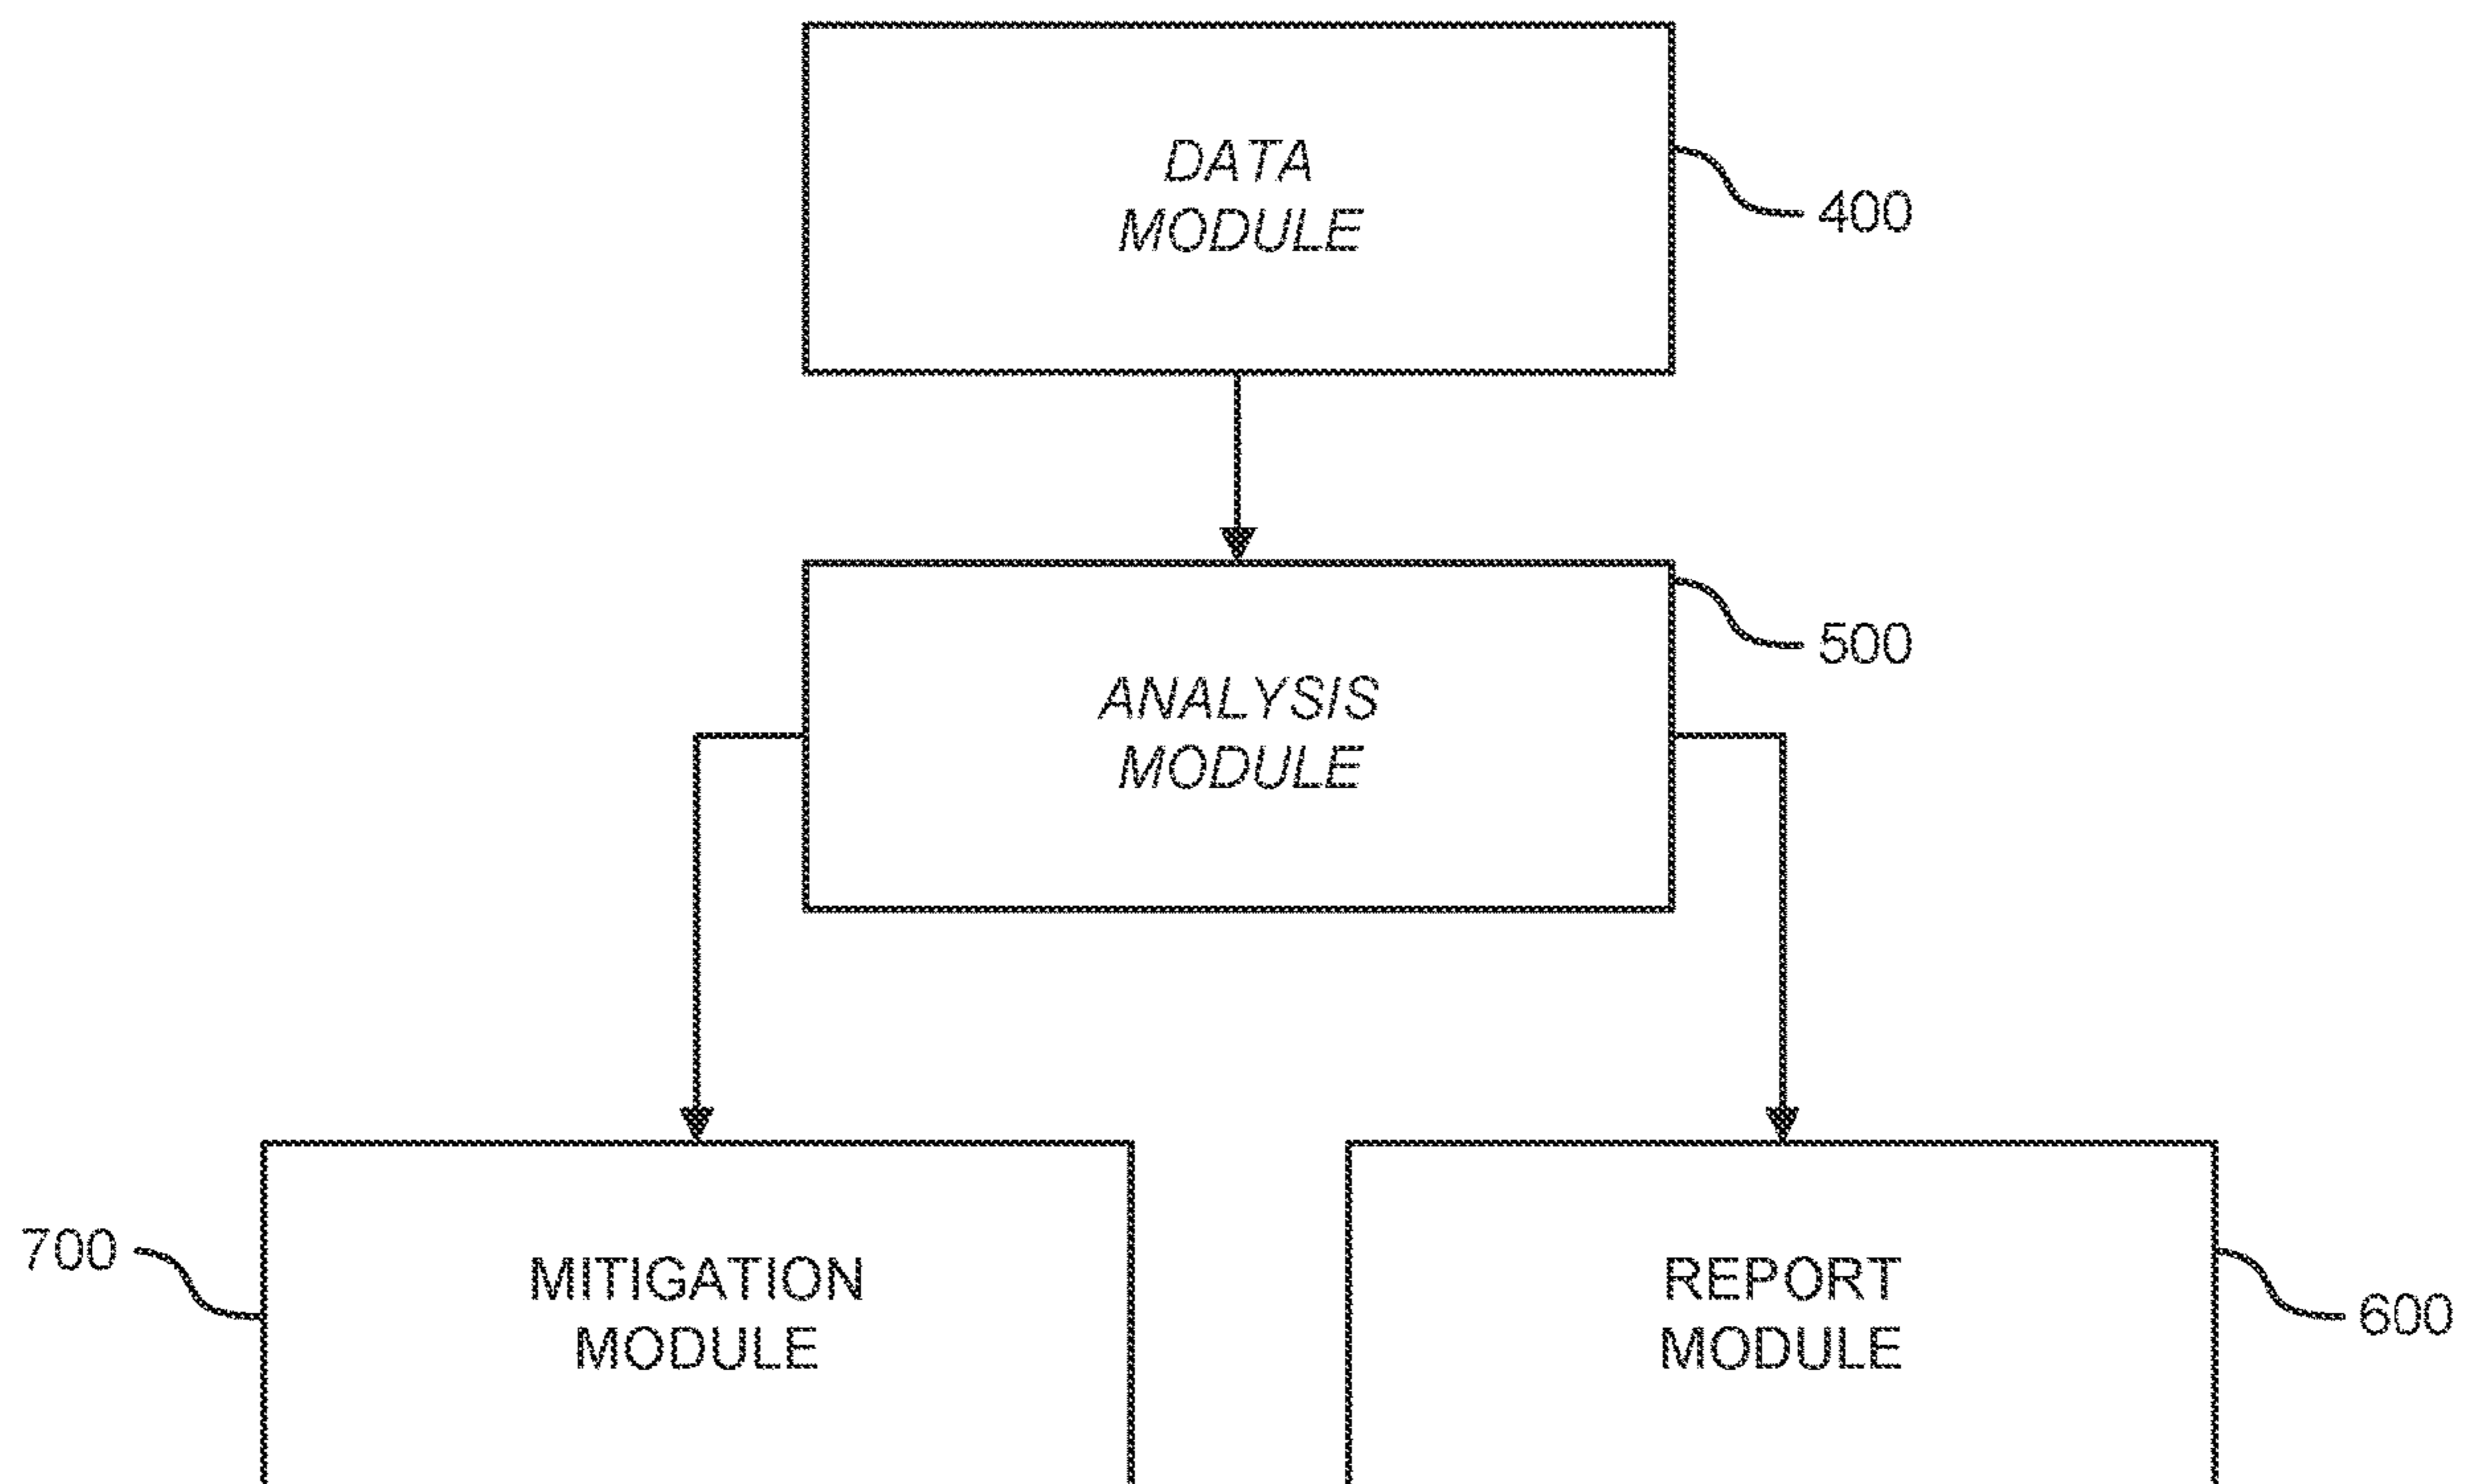 DATA
MODULE
400
500
ANALYSIS
MODULE
700
MITIGATION
MODULE
REPORT
MODULE
600